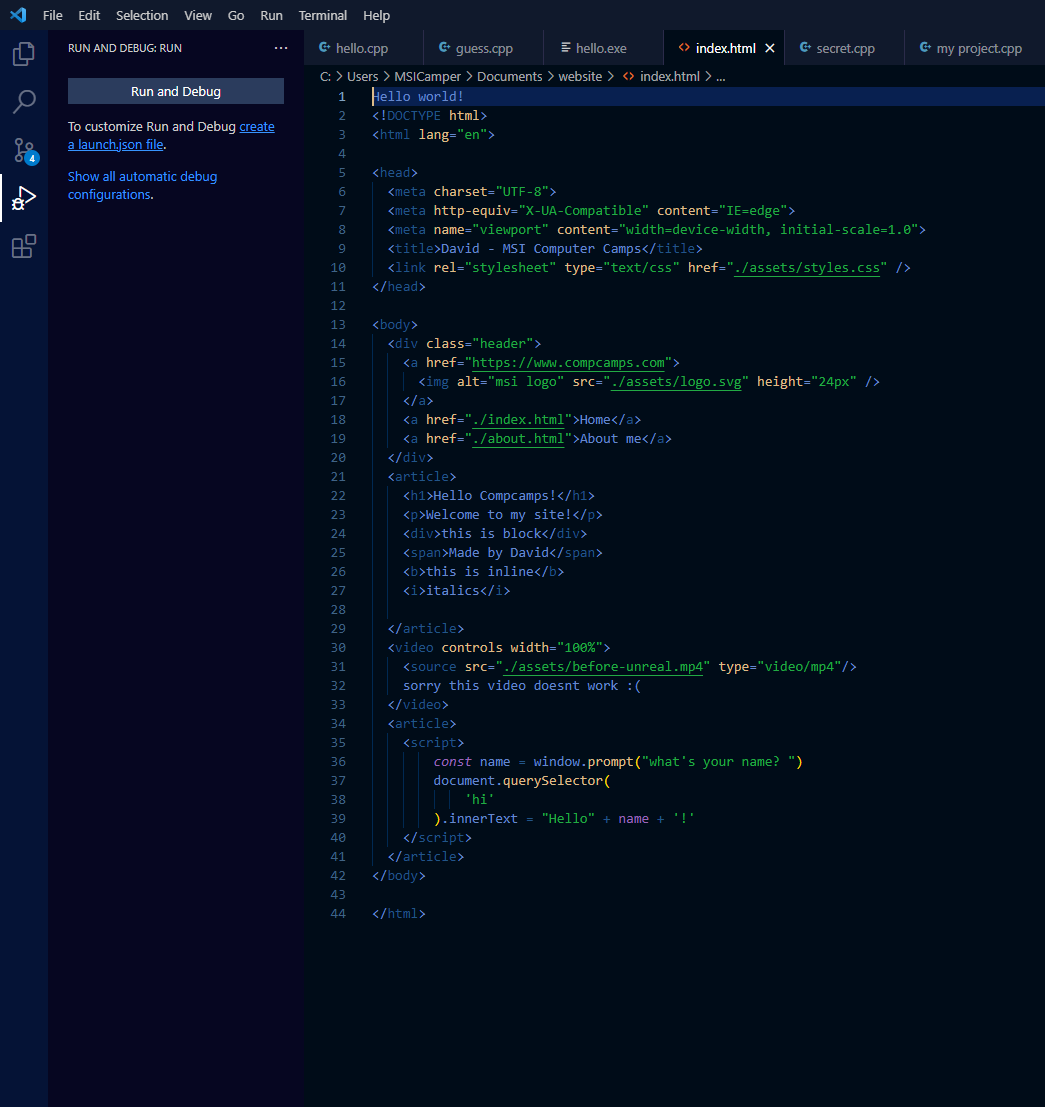 File Edit Selection View Go Run Terminal Help
RUN AND DEBUG: RUN ...
hello.cpp guess.cpp hello.exe index.html secret.cpp my project.cpp
C: > Users > MSICamper > Documents > website > index.html > ...
Run and Debug
To customize Run and Debug create
a launch.json file.
Show all automatic debug
configurations.
4
1 Hello world!
2 <!DOCTYPE html>
3 <html lang="en">
4
5 <head>
6 <meta charset="UTF-8">
7 <meta http-equiv="X-UA-Compatible" content="IE=edge">
8 <meta name="viewport" content="width=device-width, initial-scale=1.0">
9 <title>David - MSI Computer Camps</title>
10 <link rel="stylesheet" type="text/css" href="./assets/styles.css" />
11 </head>
12
13 <body>
14 <div class="header">
15 <a href="https://www.compcamps.com">
16 <img alt="msi logo" src="./assets/logo.svg" height="24px" />
17 </a>
18 <a href="./index.html">Home</a>
19 <a href="./about.html">About me</a>
20 </div>
21 <article>
22 <h1>Hello Compcamps!</h1>
23 <p>Welcome to my site!</p>
24 <div>this is block</div>
25 <span>Made by David</span>
26 <b>this is inline</b>
27 <i>italics</i>
28
29 </article>
30 <video controls width="100%">
31 <source src="./assets/before-unreal.mp4" type="video/mp4"/>
32 sorry this video doesnt work :(
33 </video>
34 <article>
35 <script>
36 const name = window.prompt("what's your name? ")
37 document.querySelector(
38 'hi'
39 ).innerText = "Hello" + name + '!'
40 </script>
41 </article>
42 </body>
43
44 </html>